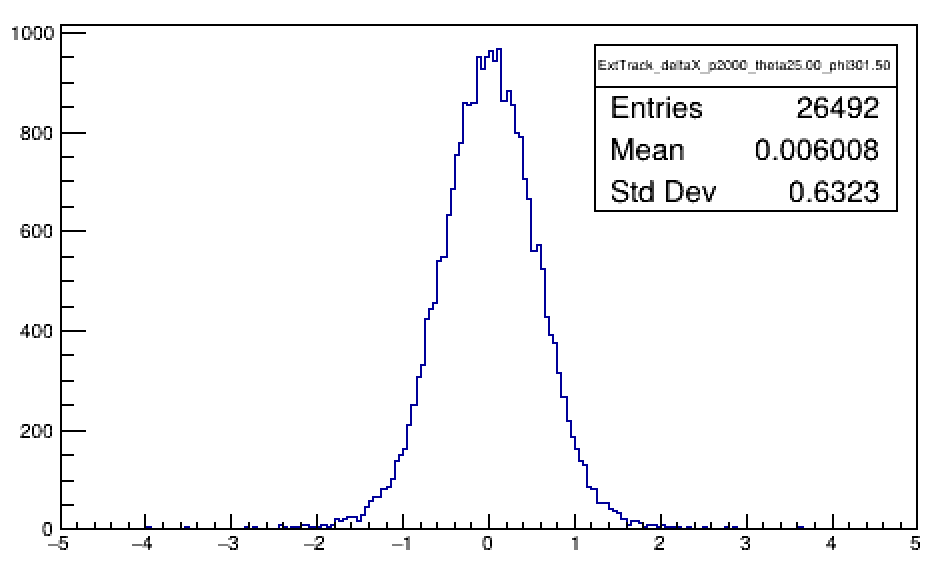 1000
800
600
400
200
0
−5 −4 −3 −2 −1 0 1 2 3 4 5
ExtTrack_deltaX_p2000_theta25.00_phi301.50
Entries 26492
Mean 0.006008
Std Dev 0.6323